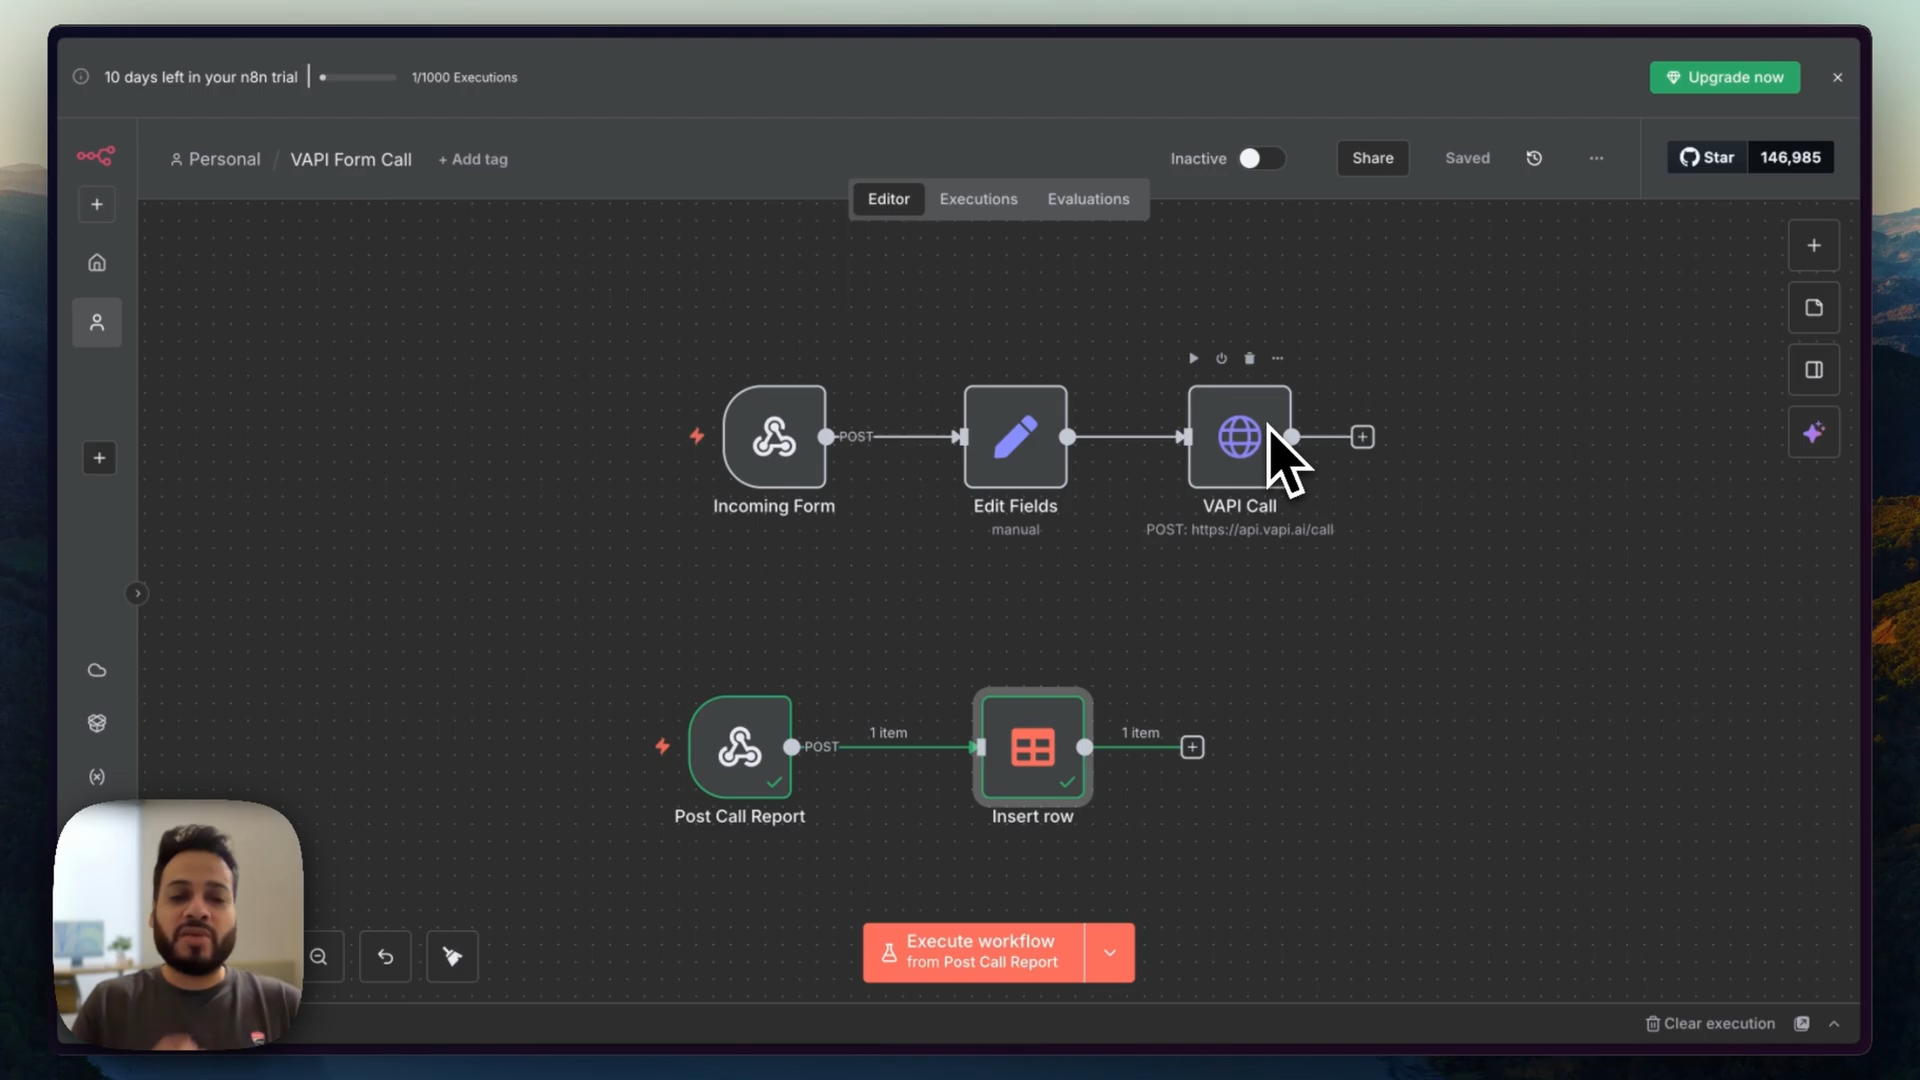 10 days left in your n8n trial
1/1000 Executions
Upgrade now
Personal / VAPI Form Call
+ Add tag
Inactive
Share
Saved
Star
146,985
Editor
Executions
Evaluations
POST
Incoming Form
Edit Fields
manual
VAPI Call
POST: https://api.vapi.ai/call
POST
1 item
1 item
Post Call Report
Insert row
Execute workflow
from Post Call Report
Clear execution